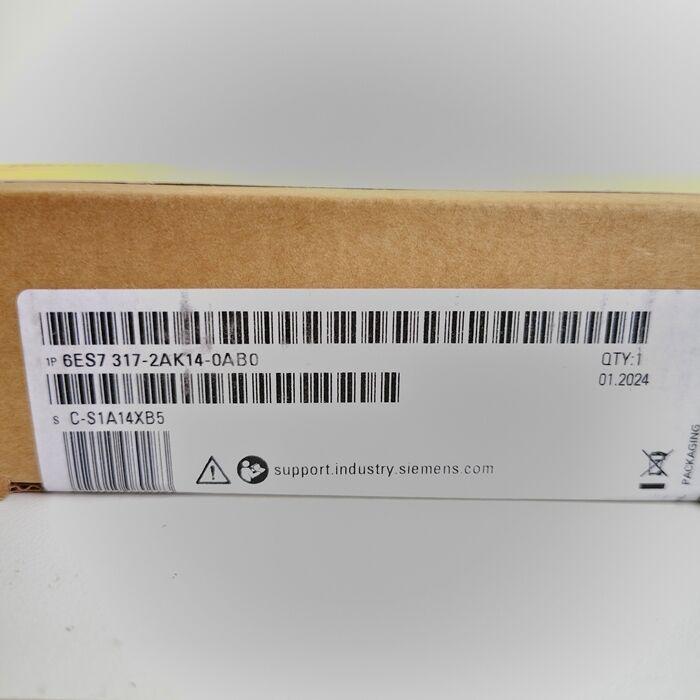 1P 6ES7 317-2AK14-0AB0
QTY:1
01.2024
S C-S1A14XB5
support.industry.siemens.com
PACKAGING